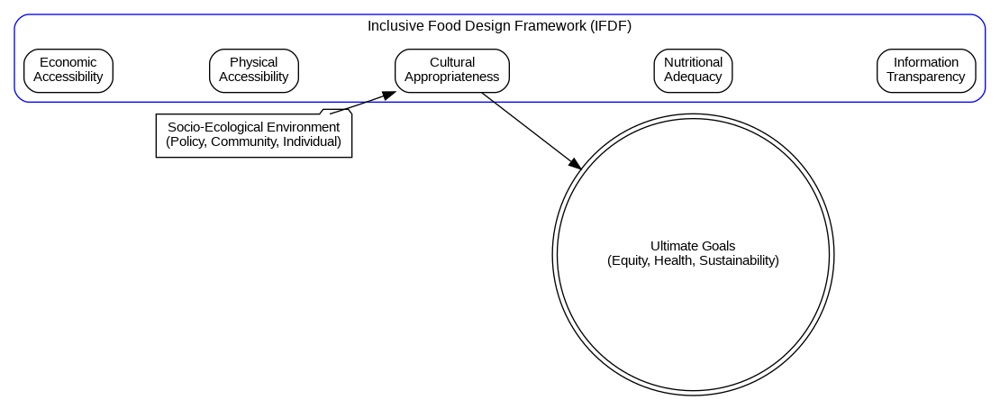 Inclusive Food Design Framework (IFDF)
Economic
Accessibility
Physical
Accessibility
Cultural
Appropriateness
Nutritional
Adequacy
Information
Transparency
Socio-Ecological Environment
(Policy, Community, Individual)
Ultimate Goals
(Equity, Health, Sustainability)